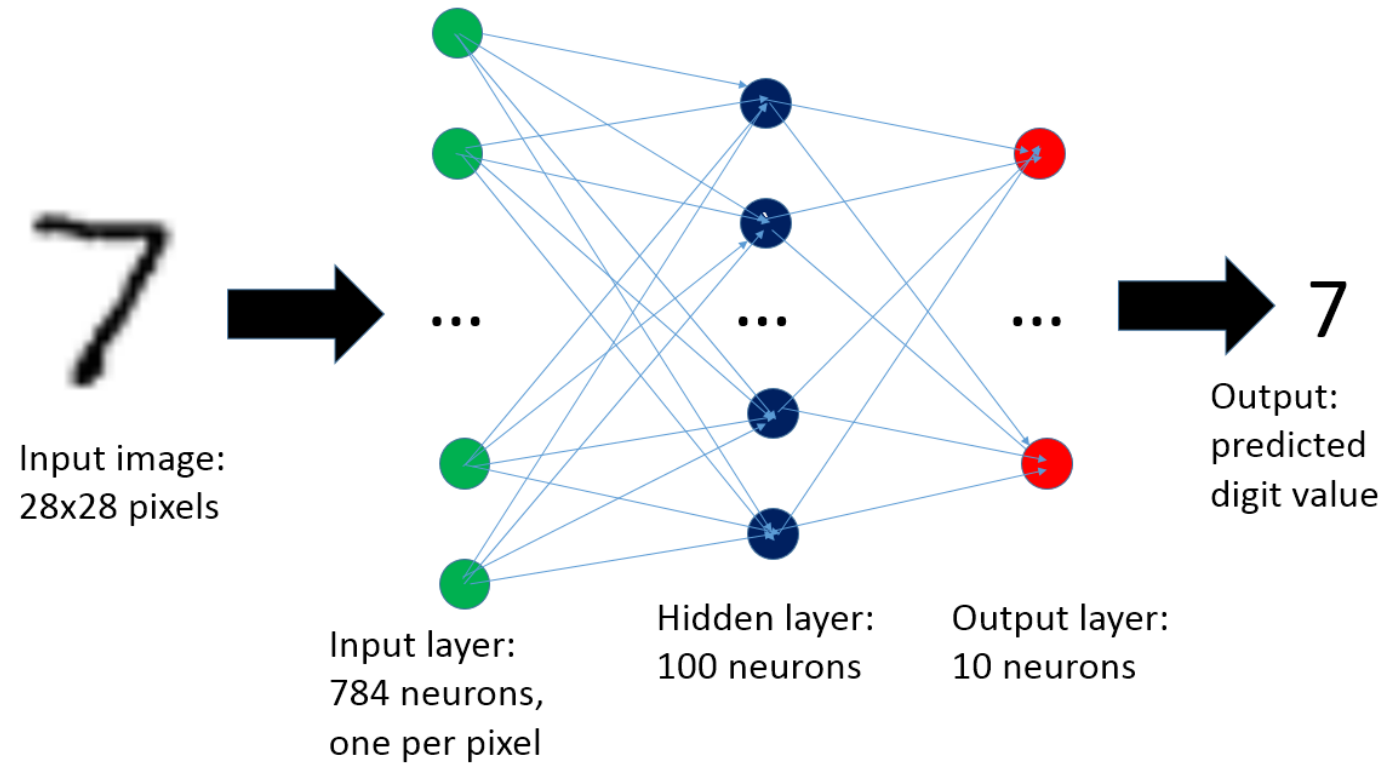 7
Input image:
28x28 pixels
...
Input layer:
784 neurons,
one per pixel
...
Hidden layer:
100 neurons
...
Output layer:
10 neurons
7
Output:
predicted
digit value